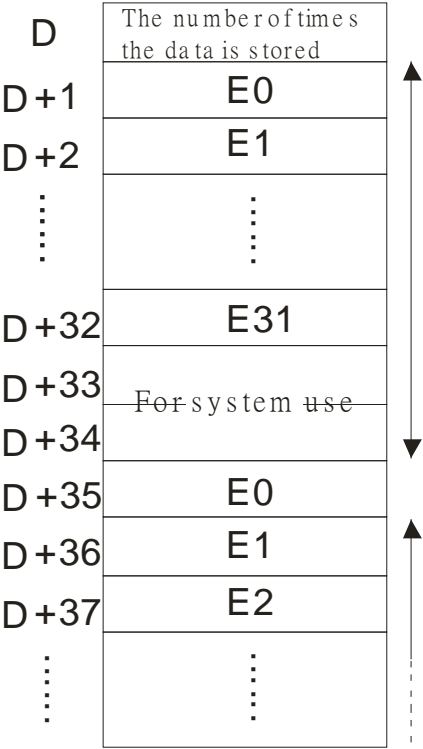 D The number of times
the data is stored
D+1 E0
D+2 E1
⋮ ⋮
D+32 E31
D+33
For system use
D+34
D+35 E0
D+36 E1
D+37 E2
⋮ ⋮